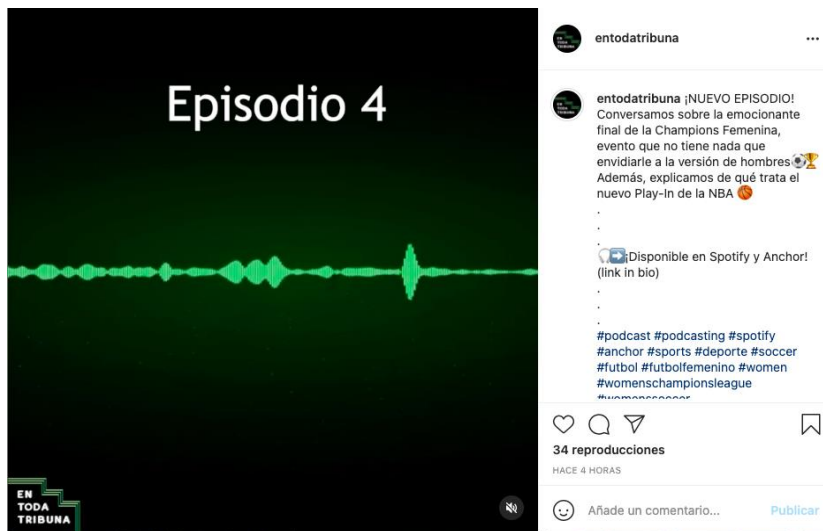 Episodio 4
EN
TODA
TRIBUNA
entodatribuna
entodatribuna ¡NUEVO EPISODIO!
Conversamos sobre la emocionante
final de la Champions Femenina,
evento que no tiene nada que
envidiarle a la versión de hombres⚽🏆
Además, explicamos de qué trata el
nuevo Play-In de la NBA 🏀
.
.
.
🎧➡️¡Disponible en Spotify y Anchor!
(link in bio)
.
.
.
#podcast #podcasting #spotify
#anchor #sports #deporte #soccer
#futbol #futbolfemenino #women
#womenschampionsleague
#womenssoccer
34 reproducciones
HACE 4 HORAS
Añade un comentario...
Publicar